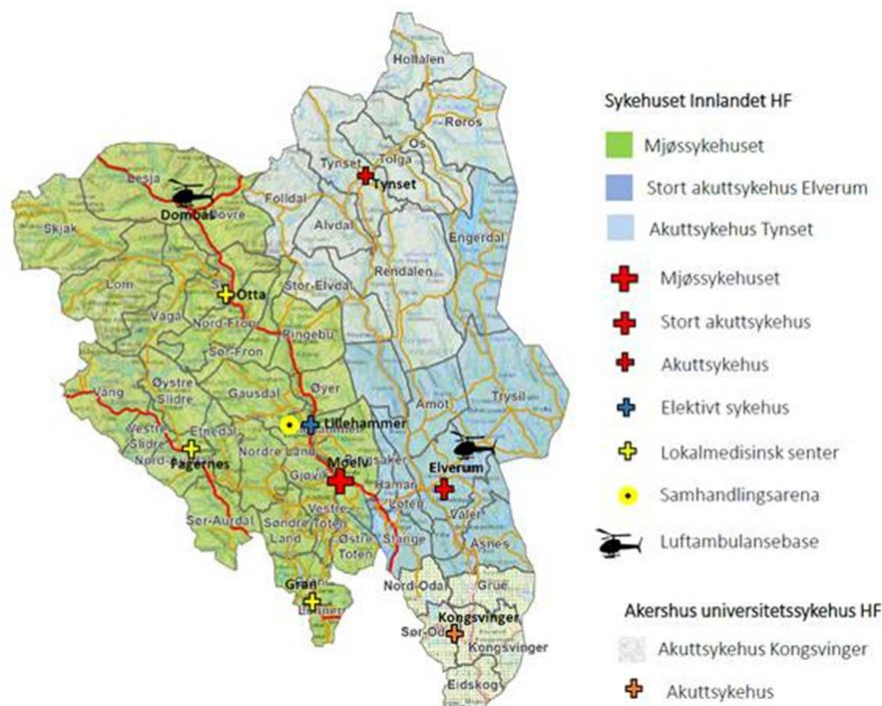 Holtålen
Røros
Os
Tolga
Tynset
Tynset
Folldal
Alvdal
Engerdal
Rendalen
Stor-Elvdal
Lesja
Dovre
Dombås
Skjåk
Lom
Vågå
Otta
Nord-Fron
Ringebu
Sør-Fron
Øystre
Slidre
Gausdal
Øyer
Vang
Vestre
Slidre
Etnedal
Lillehammer
Fagernes
Nordre Land
Moelv
Gjøvik
Trysil
Åmot
Elverum
Hamar
Løten
Våler
Stange
Åsnes
Vestre
Toten
Østre
Toten
Søndre
Land
Sør-Aurdal
Gran
Nord-Odal
Grue
Kongsvinger
Kongsvinger
Eidskog
Sykehuset Innlandet HF
Mjøssykehuset
Stort akuttsykehus Elverum
Akuttsykehus Tynset
Mjøssykehuset
Stort akuttsykehus
Akuttsykehus
Elektivt sykehus
Lokalmedisinsk senter
Samhandlingsarena
Luftambulansebase
Akershus universitetssykehus HF
Akuttsykehus Kongsvinger
Akuttsykehus